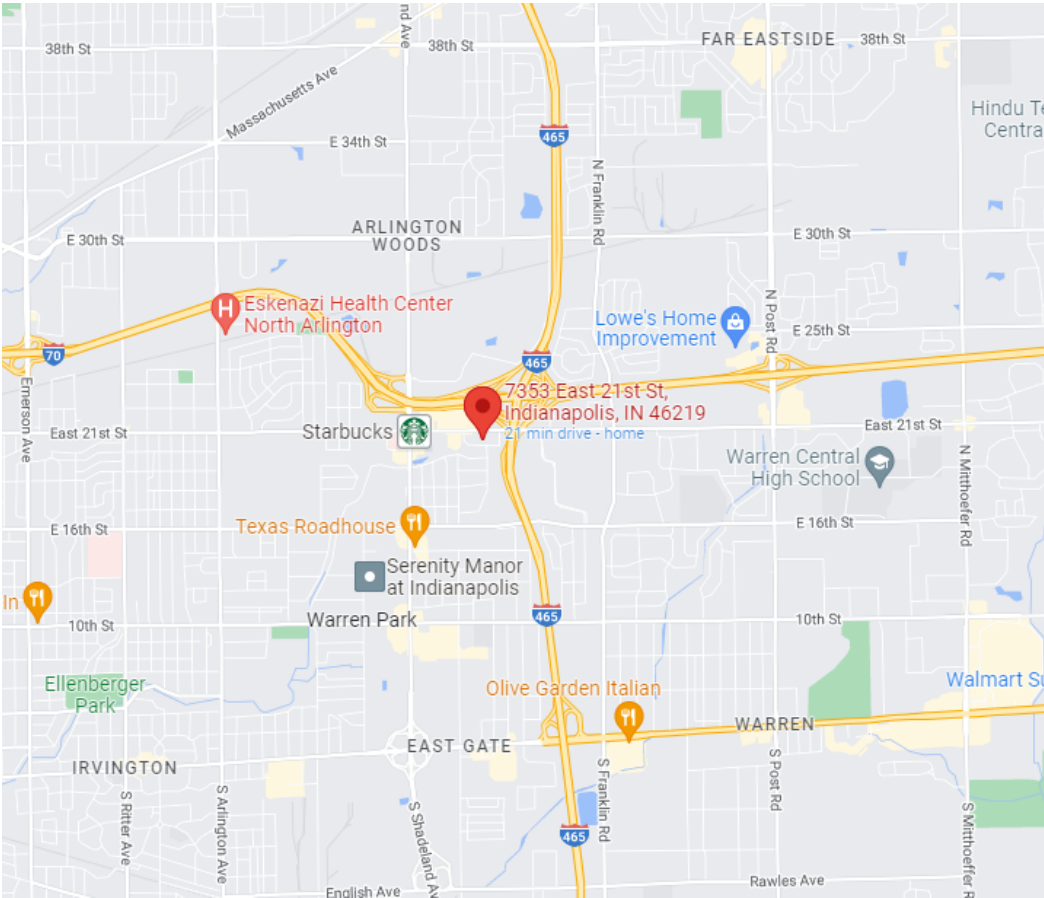 nd Ave
38th St
38th St
FAR EASTSIDE
38th St
Massachusetts Ave
465
Hindu Te
Centra
E 34th St
N Franklin Rd
ARLINGTON
WOODS
E 30th St
E 30th St
Eskenazi Health Center
North Arlington
H
N Post Rd
Lowe's Home
Improvement
E 25th St
70
465
Emerson Ave
7353 East 21st St,
Indianapolis, IN 46219
21 min drive - home
East 21st St
Starbucks
East 21st St
Warren Central
High School
N Mitthoefer Rd
Texas Roadhouse
E 16th St
E 16th St
Serenity Manor
at Indianapolis
In
Warren Park
10th St
465
10th St
Ellenberger
Park
Olive Garden Italian
Walmart Su
WARREN
EAST GATE
IRVINGTON
S Ritter Ave
S Arlington Ave
S Shadeland Av
S Franklin Rd
S Post Rd
S Mitthoeffer R
465
English Ave
Rawles Ave